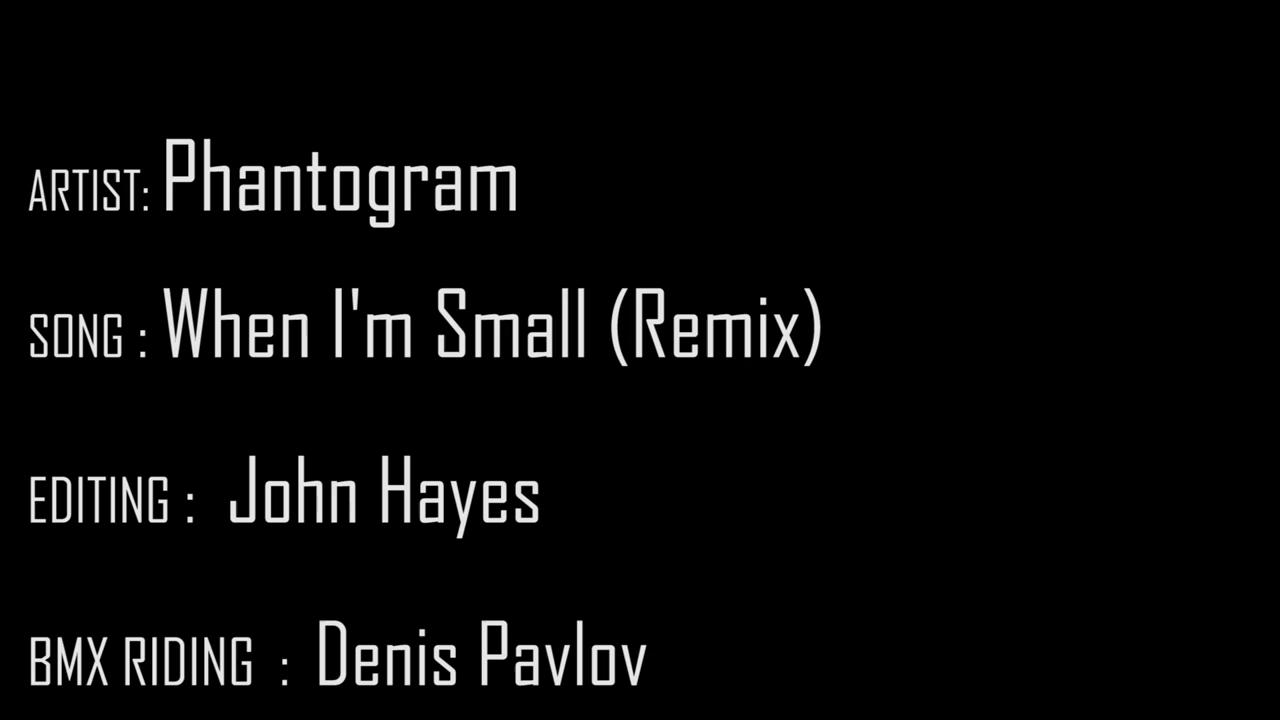 ARTIST: Phantogram
SONG : When I'm Small (Remix)
EDITING : John Hayes
BMX RIDING : Denis Pavlov